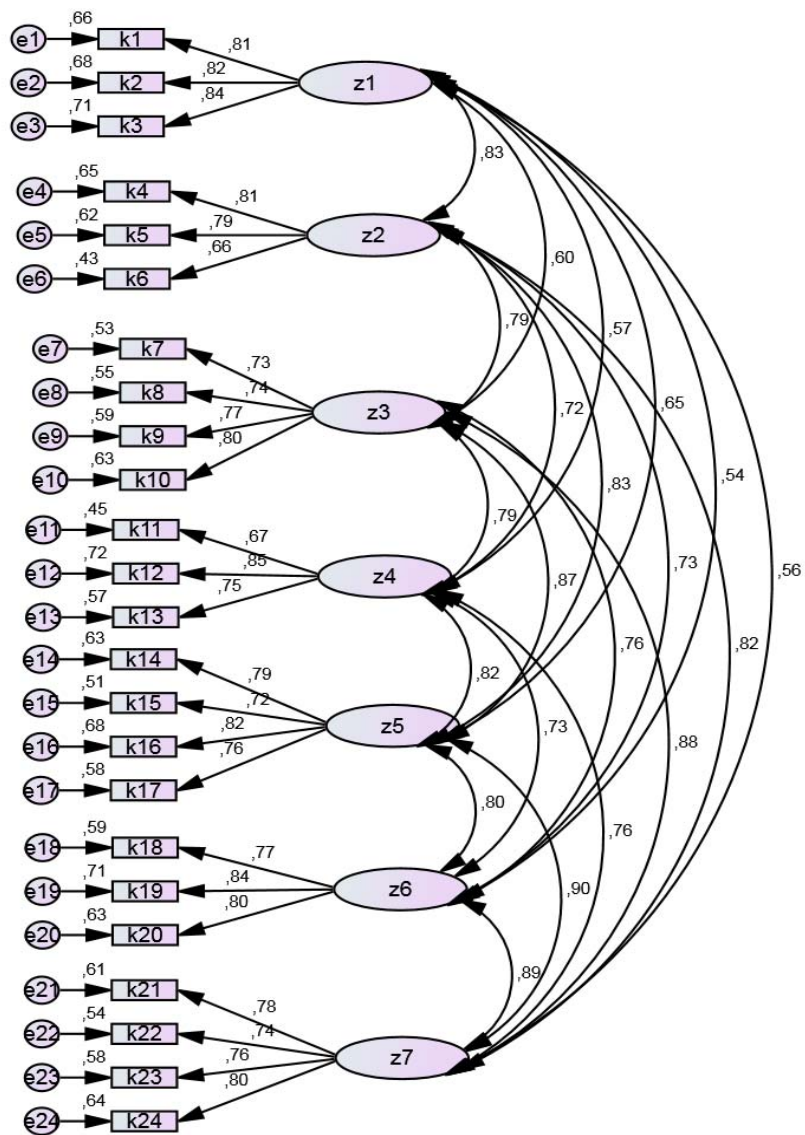 ,66
e1 k1 ,81
,68
e2 k2 ,82 z1
,71 ,84
e3 k3
,83
,65
e4 k4 ,81
,62 ,79
e5 k5 z2
,43 ,66
e6 k6
,60
,79 ,57
,53
e7 k7 ,73
,55 ,74
e8 k8 z3 ,72 ,65
,59 ,77
e9 k9
,63 ,80
e10 k10 ,83 ,54
,45 ,79
e11 k11 ,67
,72 ,85
e12 k12 z4 ,87 ,73 ,56
,57 ,75
e13 k13
,63 ,76 ,82
e14 k14 ,79 ,82
,51 ,72
e15 k15 z5 ,73
,68 ,82
e16 k16 ,88
,58 ,76
e17 k17
,80
,59 ,76
e18 k18 ,77
,71 ,84
e19 k19 z6 ,90
,63 ,80
e20 k20
,61 ,89
e21 k21 ,78
,54 ,74
e22 k22 z7
,58 ,76
e23 k23
,64 ,80
e24 k24